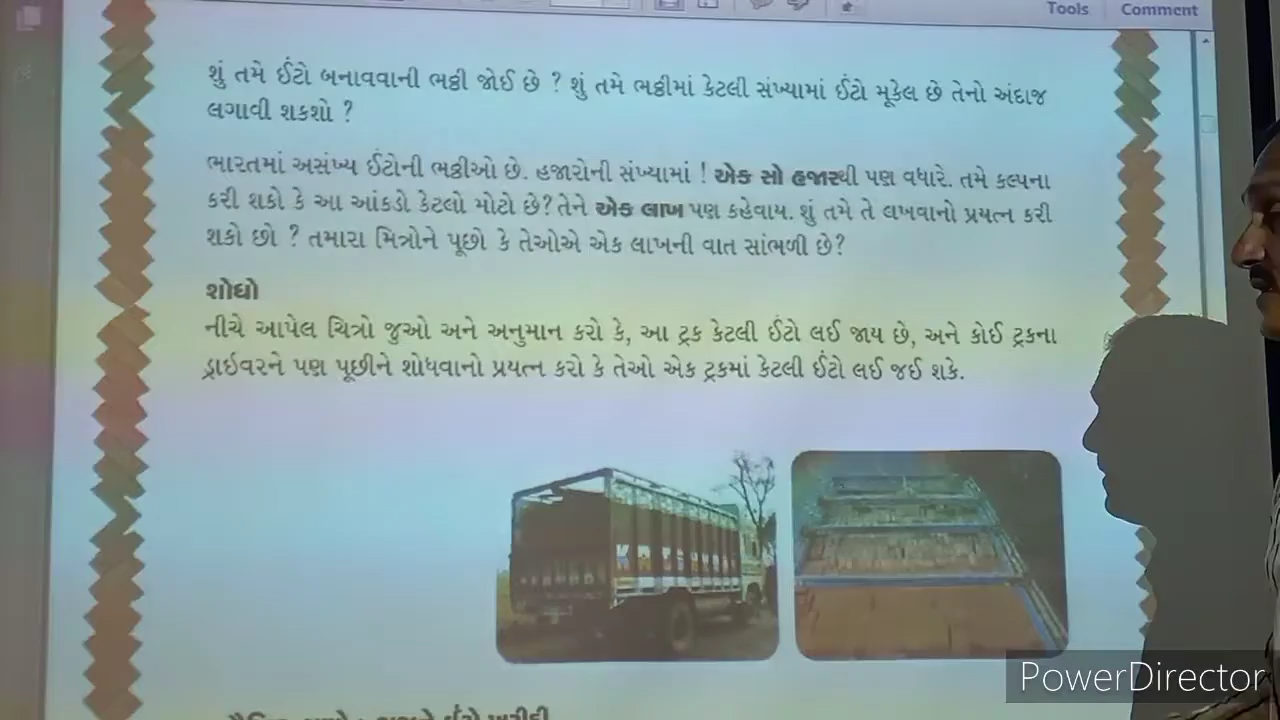 Tools Comment
શું તમે ઈંટો બનાવવાની ભઠ્ઠી જોઈ છે ? શું તમે ભઠ્ઠીમાં કેટલી સંખ્યામાં ઈંટો મૂકેલ છે તેનો અંદાજ
લગાવી શકશો ?
ભારતમાં અસંખ્ય ઈંટોની ભઠ્ઠીઓ છે. હજારોની સંખ્યામાં ! એક સો હજારથી પણ વધારે. તમે કલ્પના
કરી શકો કે આ આંકડો કેટલો મોટો છે? તેને એક લાખ પણ કહેવાય. શું તમે તે લખવાનો પ્રયત્ન કરી
શકો છો ? તમારા મિત્રોને પૂછો કે તેઓએ એક લાખની વાત સાંભળી છે?
શોધો
નીચે આપેલ ચિત્રો જુઓ અને અનુમાન કરો કે, આ ટ્રક કેટલી ઈંટો લઈ જાય છે, અને કોઈ ટ્રકના
ડ્રાઇવરને પણ પૂછીને શોધવાનો પ્રયત્ન કરો કે તેઓ એક ટ્રકમાં કેટલી ઈંટો લઈ જઈ શકે.
PowerDirector